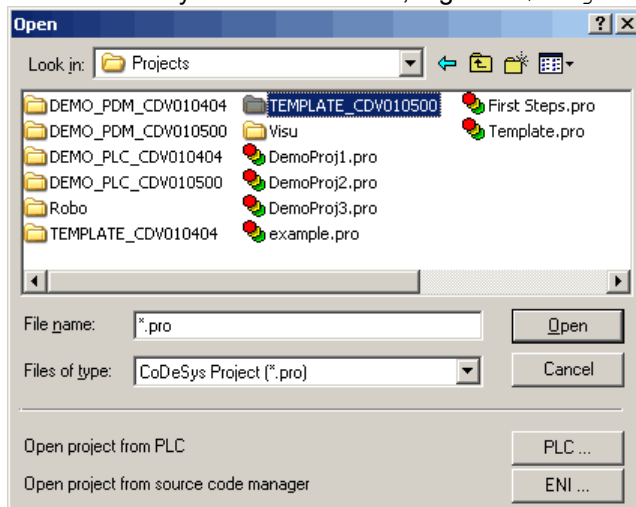 Open
Look in: Projects
DEMO_PDM_CDV010404 TEMPLATE_CDV010500 First Steps.pro
DEMO_PDM_CDV010500 Visu Template.pro
DEMO_PLC_CDV010404 DemoProj1.pro
DEMO_PLC_CDV010500 DemoProj2.pro
Robo DemoProj3.pro
TEMPLATE_CDV010404 example.pro
File name: *.pro Open
Files of type: CoDeSys Project (*.pro) Cancel
Open project from PLC PLC ...
Open project from source code manager ENI ...